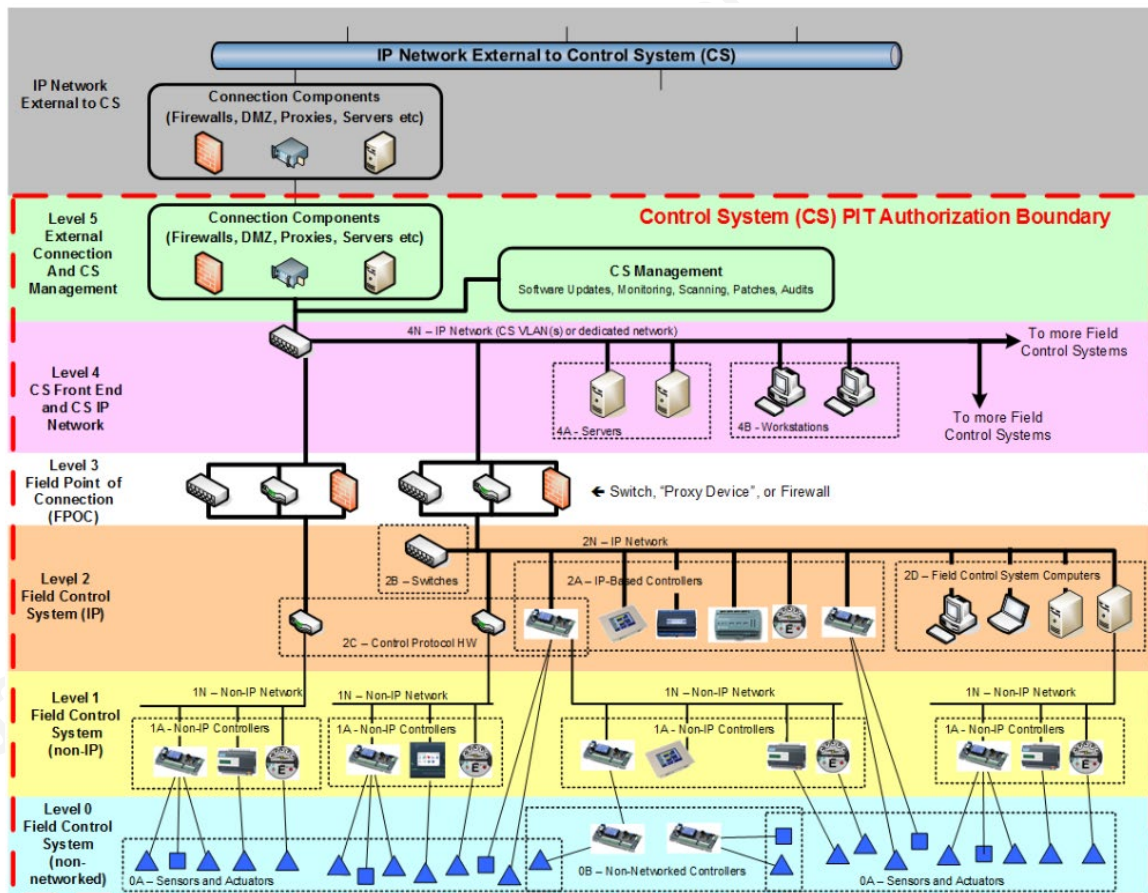 IP Network External to Control System (CS)
IP Network
External to CS
Connection Components
(Firewalls, DMZ, Proxies, Servers etc)
Level 5
External
Connection
And CS
Management
Connection Components
(Firewalls, DMZ, Proxies, Servers etc)
Control System (CS) PIT Authorization Boundary
CS Management
Software Updates, Monitoring, Scanning, Patches, Audits
Level 4
CS Front End
and CS IP
Network
4N – IP Network (CS VLAN(s) or dedicated network)
To more Field
Control Systems
4A - Servers
4B - Workstations
To more Field
Control Systems
Level 3
Field Point of
Connection
(FPOC)
← Switch, “Proxy Device”, or Firewall
Level 2
Field Control
System (IP)
2N – IP Network
2B – Switches
2A – IP-Based Controllers
2D – Field Control System Computers
2C – Control Protocol HW
E
Level 1
Field Control
System
(non-IP)
1N – Non-IP Network
1N – Non-IP Network
1N – Non-IP Network
1N – Non-IP Network
1A - Non-IP Controllers
1A - Non-IP Controllers
1A - Non-IP Controllers
1A - Non-IP Controllers
E
E
E
E
Level 0
Field Control
System
(non-
networked)
0A – Sensors and Actuators
0B – Non-Networked Controllers
0A – Sensors and Actuators